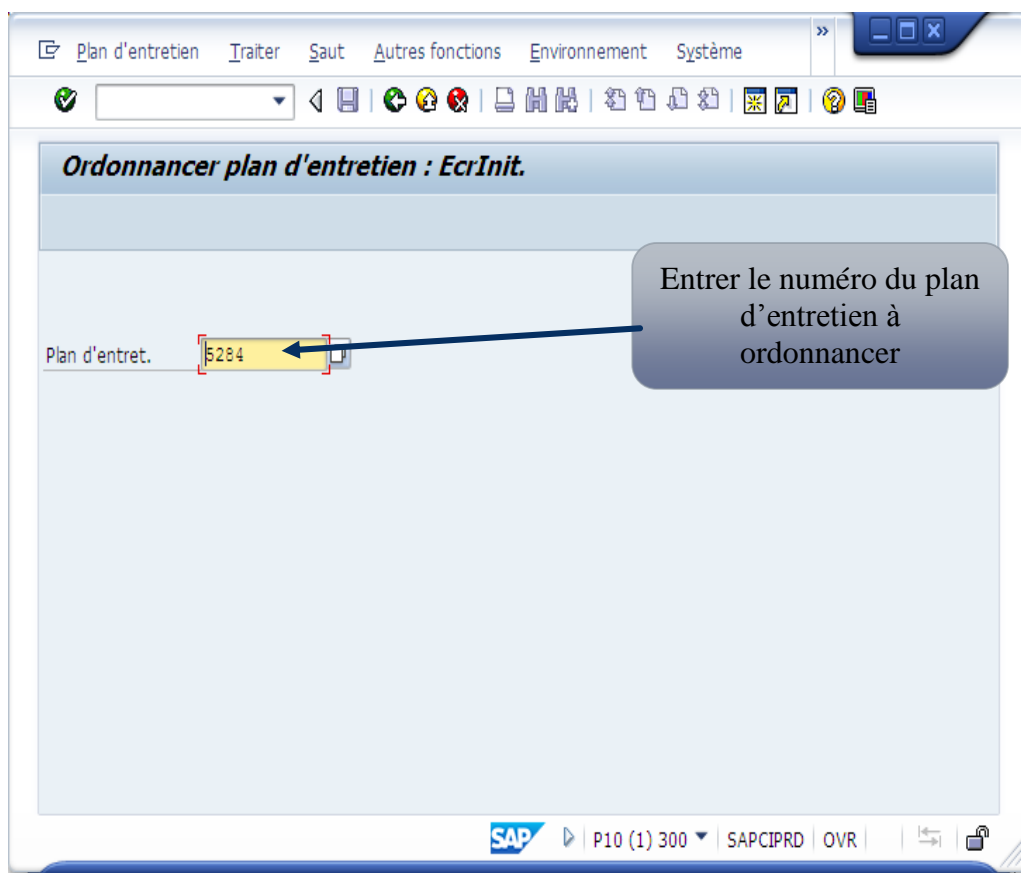 Plan d'entretien Traiter Saut Autres fonctions Environnement Système »
Ordonnancer plan d'entretien : EcrInit.
Entrer le numéro du plan
d’entretien à
ordonnancer
Plan d'entret. 5284
SAP P10 (1) 300 SAPCIPRD OVR